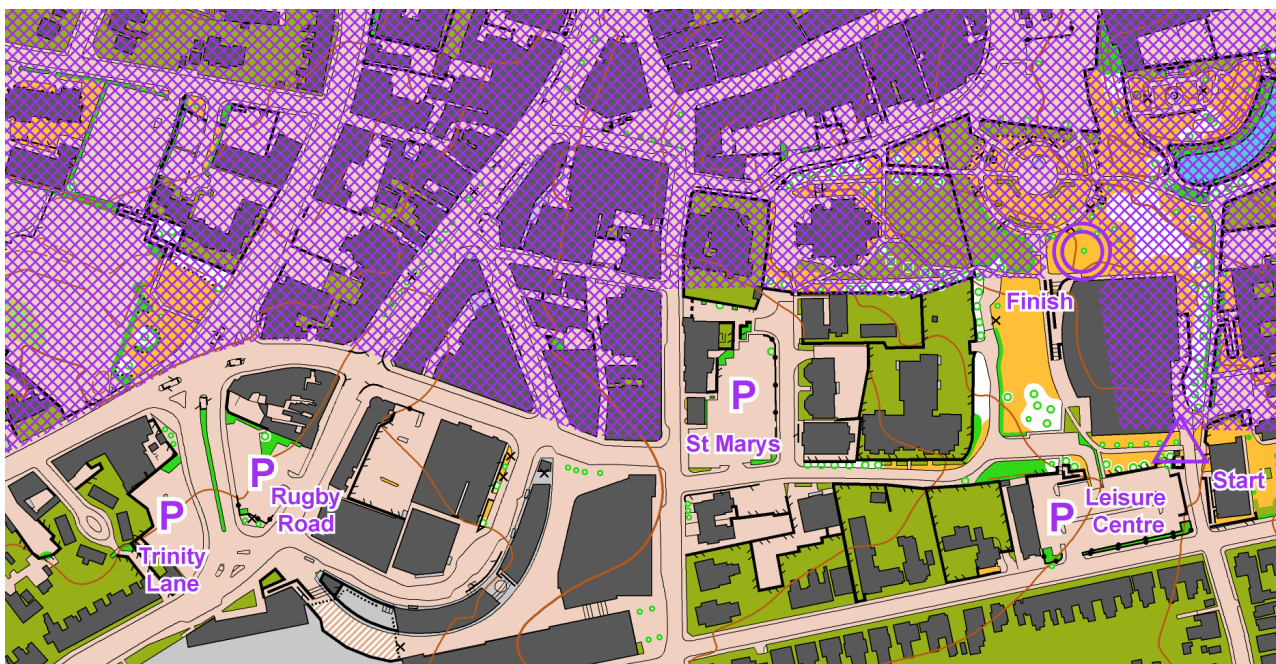 Finish
P
St Marys
P
Rugby
Road
P
Trinity
Lane
P
Leisure
Centre
Start